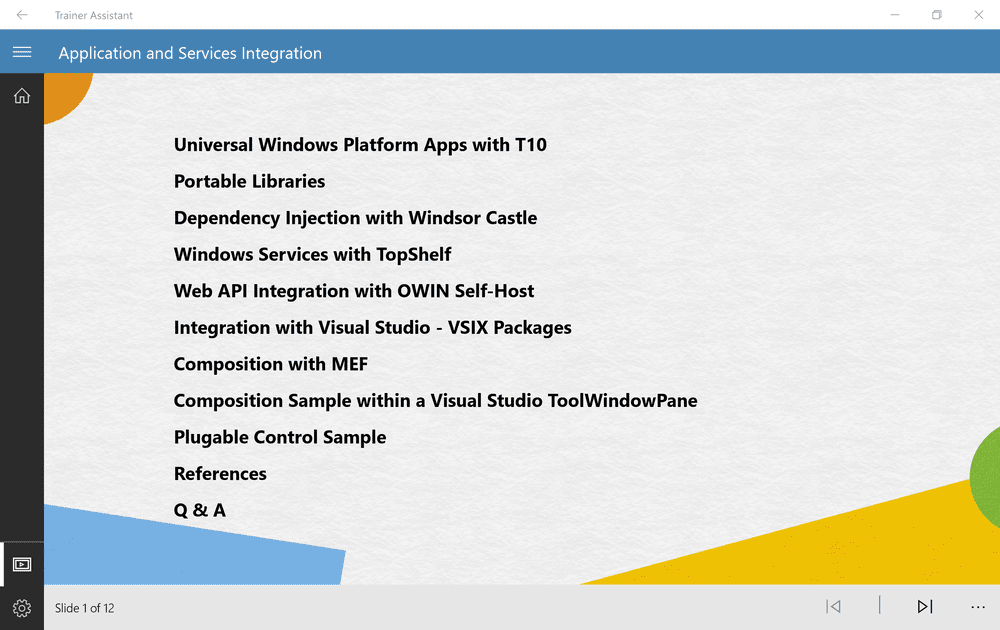 Trainer Assistant
Application and Services Integration
Universal Windows Platform Apps with T10
Portable Libraries
Dependency Injection with Windsor Castle
Windows Services with TopShelf
Web API Integration with OWIN Self-Host
Integration with Visual Studio - VSIX Packages
Composition with MEF
Composition Sample within a Visual Studio ToolWindowPane
Plugable Control Sample
References
Q & A
Slide 1 of 12